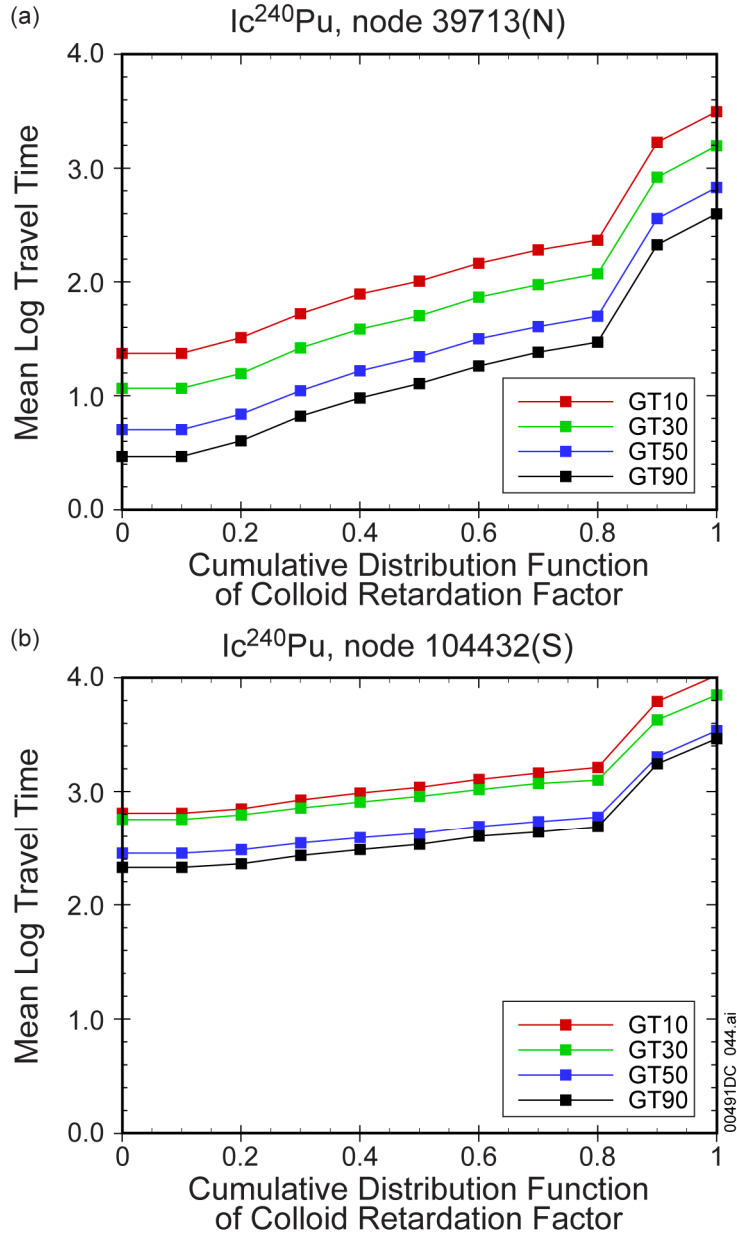 (a)
Ic²⁴⁰Pu, node 39713(N)
4.0
3.0
2.0
1.0
0.0
Mean Log Travel Time
GT10
GT30
GT50
GT90
0 0.2 0.4 0.6 0.8 1
Cumulative Distribution Function
of Colloid Retardation Factor
(b)
Ic²⁴⁰Pu, node 104432(S)
4.0
3.0
2.0
1.0
0.0
Mean Log Travel Time
GT10
GT30
GT50
GT90
0 0.2 0.4 0.6 0.8 1
Cumulative Distribution Function
of Colloid Retardation Factor
00491DC_044.ai